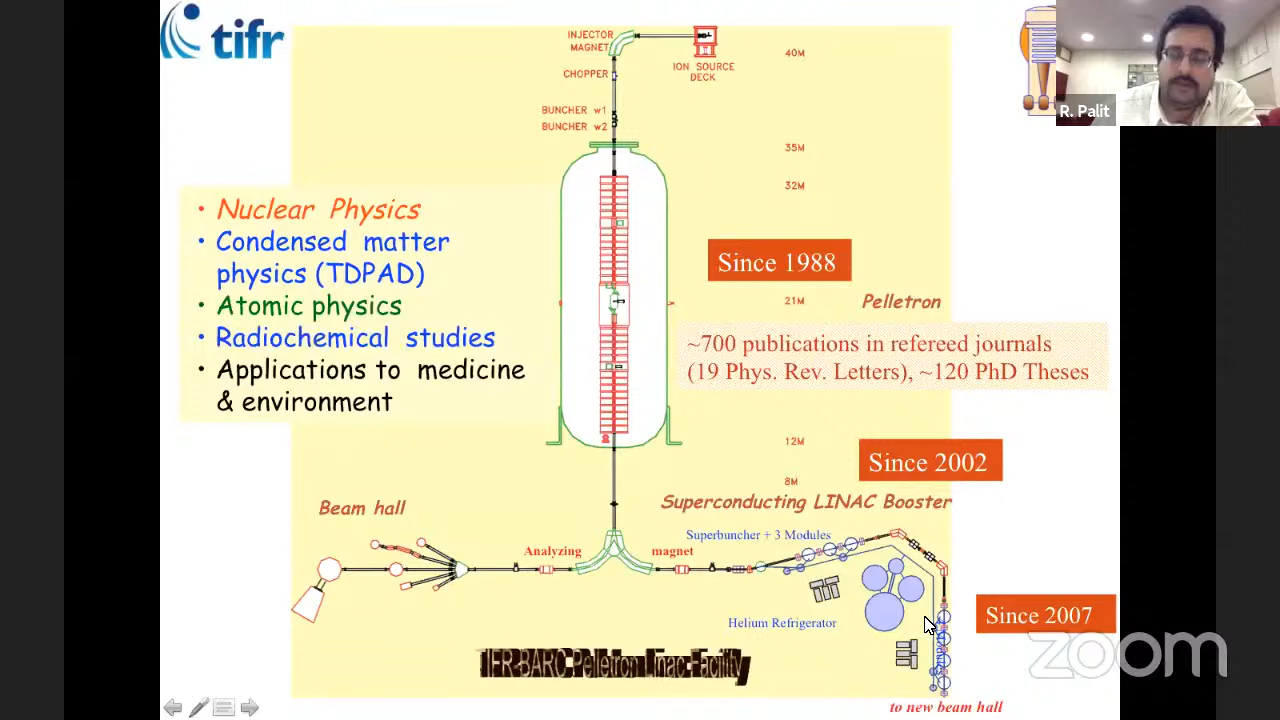 tifr
INJECTOR
MAGNET
ION SOURCE
DECK
CHOPPER
BUNCHER w1
BUNCHER w2
40M
35M
32M
21M
12M
8M
R. Palit
• Nuclear Physics
• Condensed matter
physics (TDPAD)
• Atomic physics
• Radiochemical studies
• Applications to medicine
& environment
Since 1988
Pelletron
~700 publications in refereed journals
(19 Phys. Rev. Letters), ~120 PhD Theses
Since 2002
Superconducting LINAC Booster
Beam hall
Superbuncher + 3 Modules
Analyzing
magnet
Helium Refrigerator
Since 2007
TIFR-BARC Pelletron Linac Facility
zoom
to new beam hall